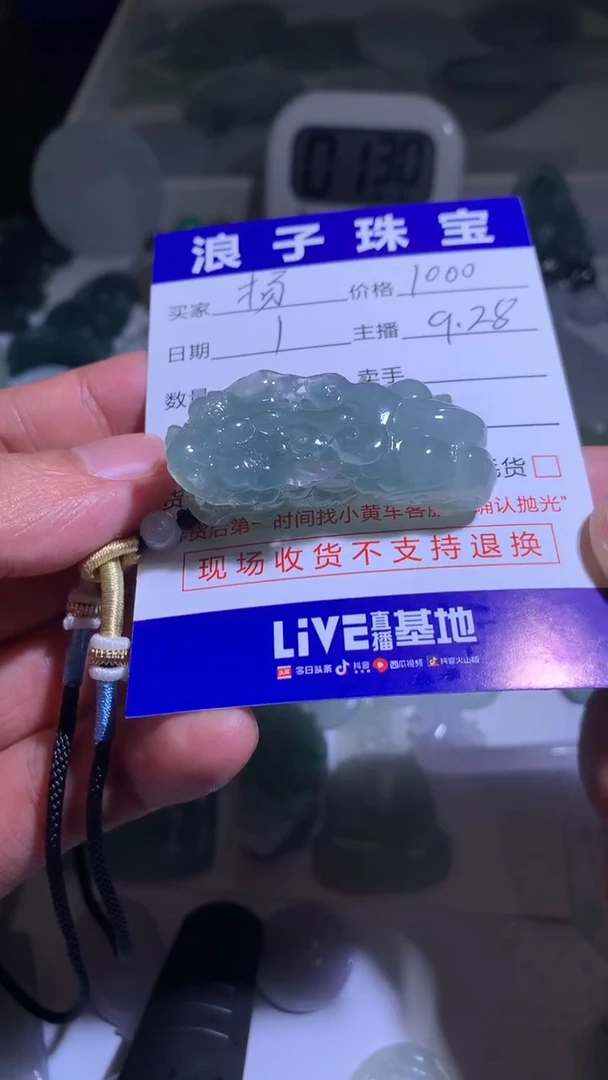 0130
浪子珠宝
买家 杨 价格 1000
日期 1 主播 9.28
数量 卖手
货
货后第一时间找小黄车客服 确认抛光"
现场收货不支持退换
LiVE直播基地
头条 今日头条 抖音 西瓜视频 抖音火山版